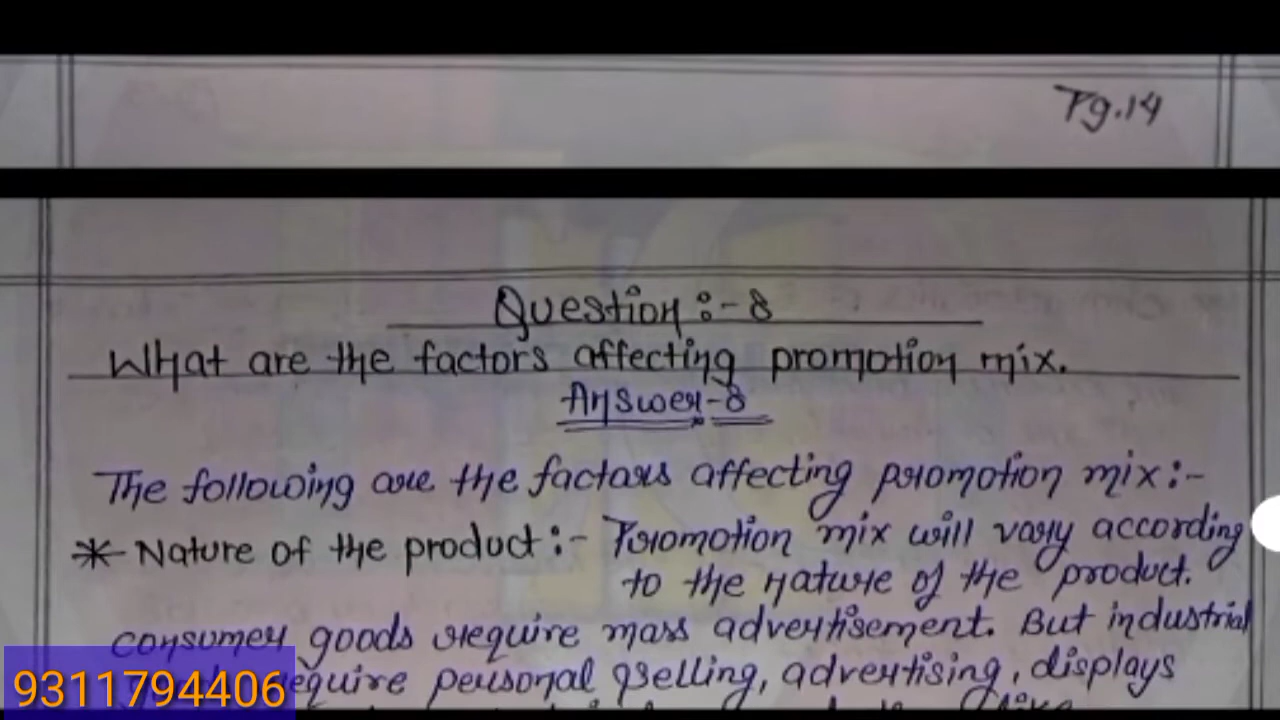 Pg.14
Question:-8
What are the factors affecting promotion mix.
Answer-8
The following are the factors affecting promotion mix:-
* Nature of the product:- Promotion mix will vary according
to the nature of the product.
consumer goods require mass advertisement. But industrial
require personal selling, advertising, displays
9311794406